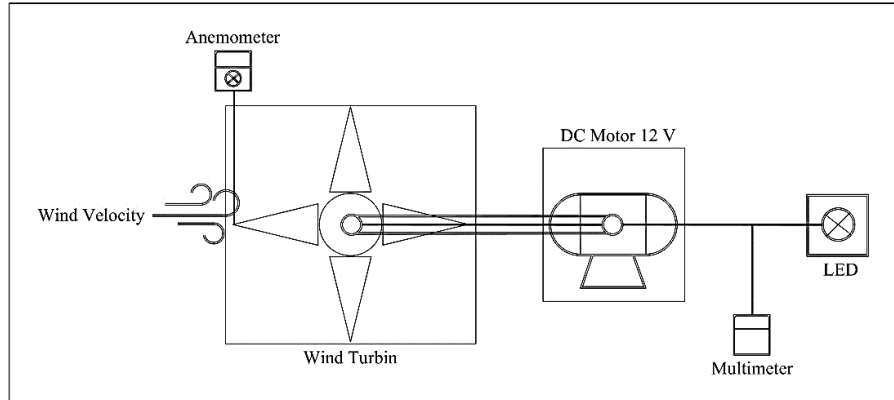 Anemometer
DC Motor 12 V
Wind Velocity
LED
Wind Turbin
Multimeter